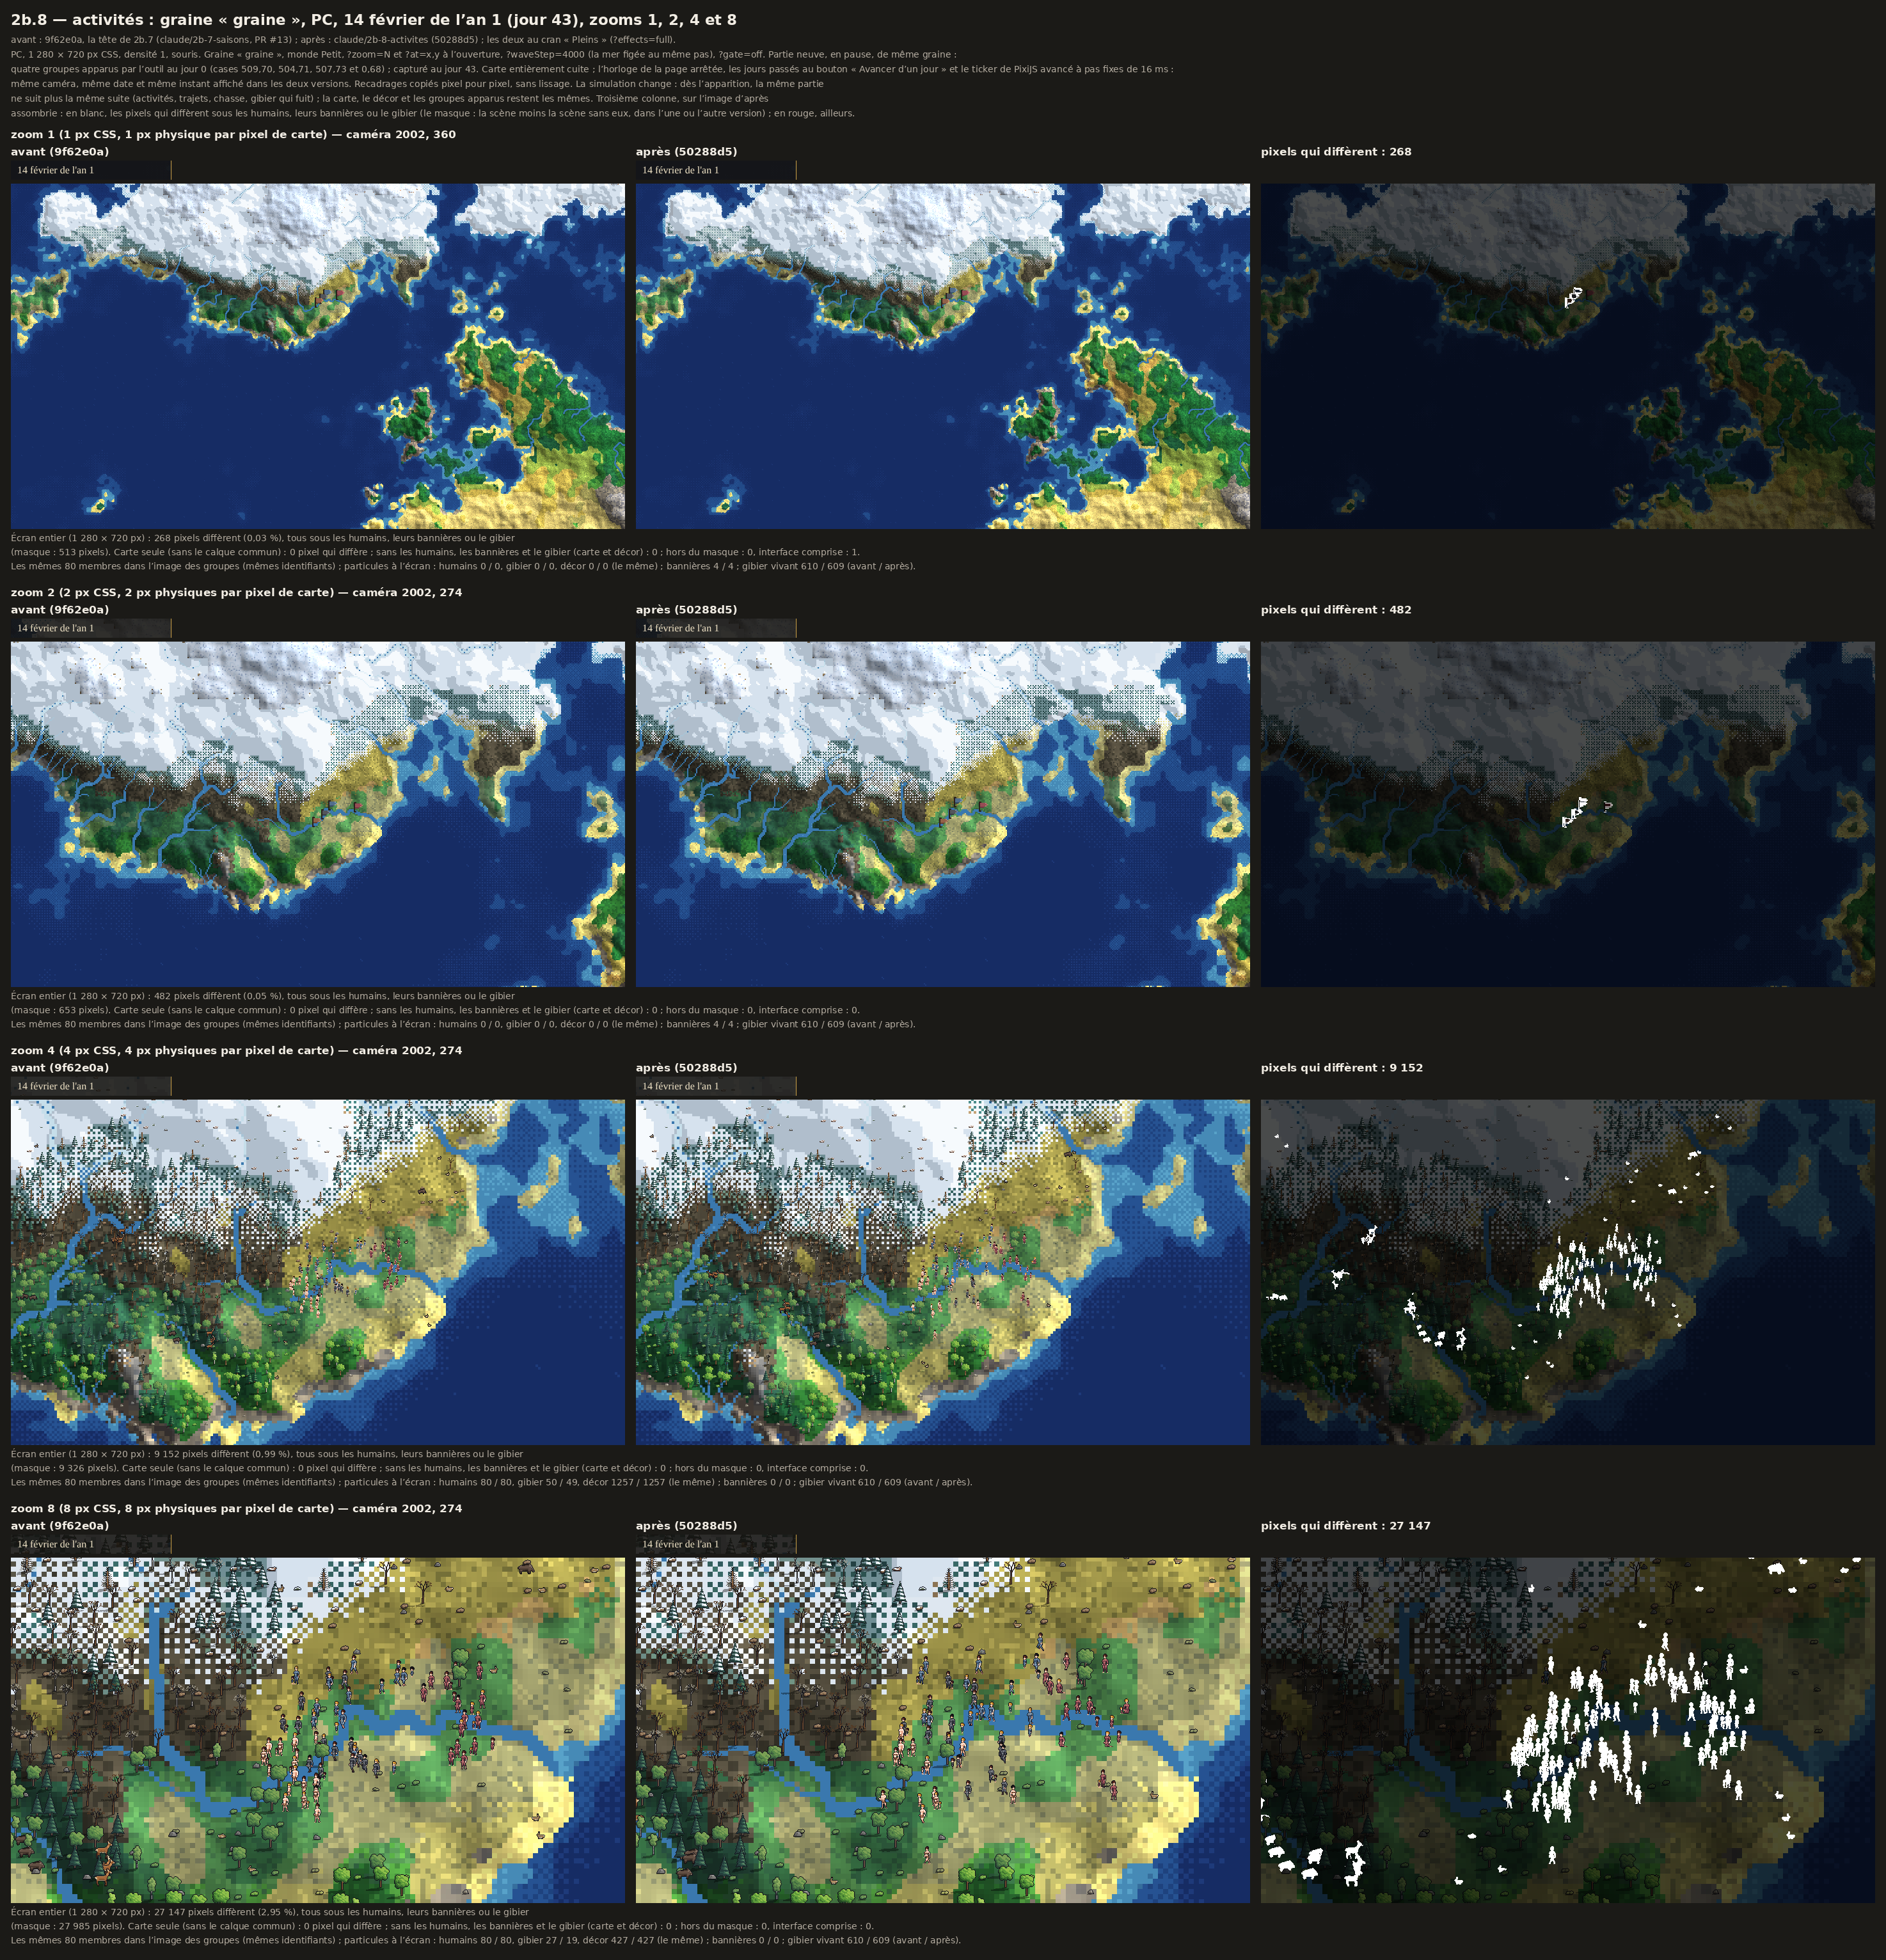 2b.8 — activités : graine « graine », PC, 14 février de l’an 1 (jour 43), zooms 1, 2, 4 et 8
avant : 9f62e0a, la tête de 2b.7 (claude/2b-7-saisons, PR #13) ; après : claude/2b-8-activites (50288d5) ; les deux au cran « Pleins » (?effects=full).
PC, 1 280 × 720 px CSS, densité 1, souris. Graine « graine », monde Petit, ?zoom=N et ?at=x,y à l’ouverture, ?waveStep=4000 (la mer figée au même pas), ?gate=off. Partie neuve, en pause, de même graine :
quatre groupes apparus par l’outil au jour 0 (cases 509,70, 504,71, 507,73 et 0,68) ; capturé au jour 43. Carte entièrement cuite ; l’horloge de la page arrêtée, les jours passés au bouton « Avancer d’un jour » et le ticker de PixiJS avancé à pas fixes de 16 ms :
même caméra, même date et même instant affiché dans les deux versions. Recadrages copiés pixel pour pixel, sans lissage. La simulation change : dès l’apparition, la même partie
ne suit plus la même suite (activités, trajets, chasse, gibier qui fuit) ; la carte, le décor et les groupes apparus restent les mêmes. Troisième colonne, sur l’image d’après
assombrie : en blanc, les pixels qui diffèrent sous les humains, leurs bannières ou le gibier (le masque : la scène moins la scène sans eux, dans l’une ou l’autre version) ; en rouge, ailleurs.
zoom 1 (1 px CSS, 1 px physique par pixel de carte) — caméra 2002, 360
avant (9f62e0a)
après (50288d5)
pixels qui diffèrent : 268
14 février de l'an 1
14 février de l'an 1
Écran entier (1 280 × 720 px) : 268 pixels diffèrent (0,03 %), tous sous les humains, leurs bannières ou le gibier
(masque : 513 pixels). Carte seule (sans le calque commun) : 0 pixel qui diffère ; sans les humains, les bannières et le gibier (carte et décor) : 0 ; hors du masque : 0, interface comprise : 1.
Les mêmes 80 membres dans l’image des groupes (mêmes identifiants) ; particules à l’écran : humains 0 / 0, gibier 0 / 0, décor 0 / 0 (le même) ; bannières 4 / 4 ; gibier vivant 610 / 609 (avant / après).
zoom 2 (2 px CSS, 2 px physiques par pixel de carte) — caméra 2002, 274
avant (9f62e0a)
après (50288d5)
pixels qui diffèrent : 482
14 février de l'an 1
14 février de l'an 1
Écran entier (1 280 × 720 px) : 482 pixels diffèrent (0,05 %), tous sous les humains, leurs bannières ou le gibier
(masque : 653 pixels). Carte seule (sans le calque commun) : 0 pixel qui diffère ; sans les humains, les bannières et le gibier (carte et décor) : 0 ; hors du masque : 0, interface comprise : 0.
Les mêmes 80 membres dans l’image des groupes (mêmes identifiants) ; particules à l’écran : humains 0 / 0, gibier 0 / 0, décor 0 / 0 (le même) ; bannières 4 / 4 ; gibier vivant 610 / 609 (avant / après).
zoom 4 (4 px CSS, 4 px physiques par pixel de carte) — caméra 2002, 274
avant (9f62e0a)
après (50288d5)
pixels qui diffèrent : 9 152
14 février de l'an 1
14 février de l'an 1
Écran entier (1 280 × 720 px) : 9 152 pixels diffèrent (0,99 %), tous sous les humains, leurs bannières ou le gibier
(masque : 9 326 pixels). Carte seule (sans le calque commun) : 0 pixel qui diffère ; sans les humains, les bannières et le gibier (carte et décor) : 0 ; hors du masque : 0, interface comprise : 0.
Les mêmes 80 membres dans l’image des groupes (mêmes identifiants) ; particules à l’écran : humains 80 / 80, gibier 50 / 49, décor 1257 / 1257 (le même) ; bannières 0 / 0 ; gibier vivant 610 / 609 (avant / après).
zoom 8 (8 px CSS, 8 px physiques par pixel de carte) — caméra 2002, 274
avant (9f62e0a)
après (50288d5)
pixels qui diffèrent : 27 147
14 février de l'an 1
14 février de l'an 1
Écran entier (1 280 × 720 px) : 27 147 pixels diffèrent (2,95 %), tous sous les humains, leurs bannières ou le gibier
(masque : 27 985 pixels). Carte seule (sans le calque commun) : 0 pixel qui diffère ; sans les humains, les bannières et le gibier (carte et décor) : 0 ; hors du masque : 0, interface comprise : 0.
Les mêmes 80 membres dans l’image des groupes (mêmes identifiants) ; particules à l’écran : humains 80 / 80, gibier 27 / 19, décor 427 / 427 (le même) ; bannières 0 / 0 ; gibier vivant 610 / 609 (avant / après).